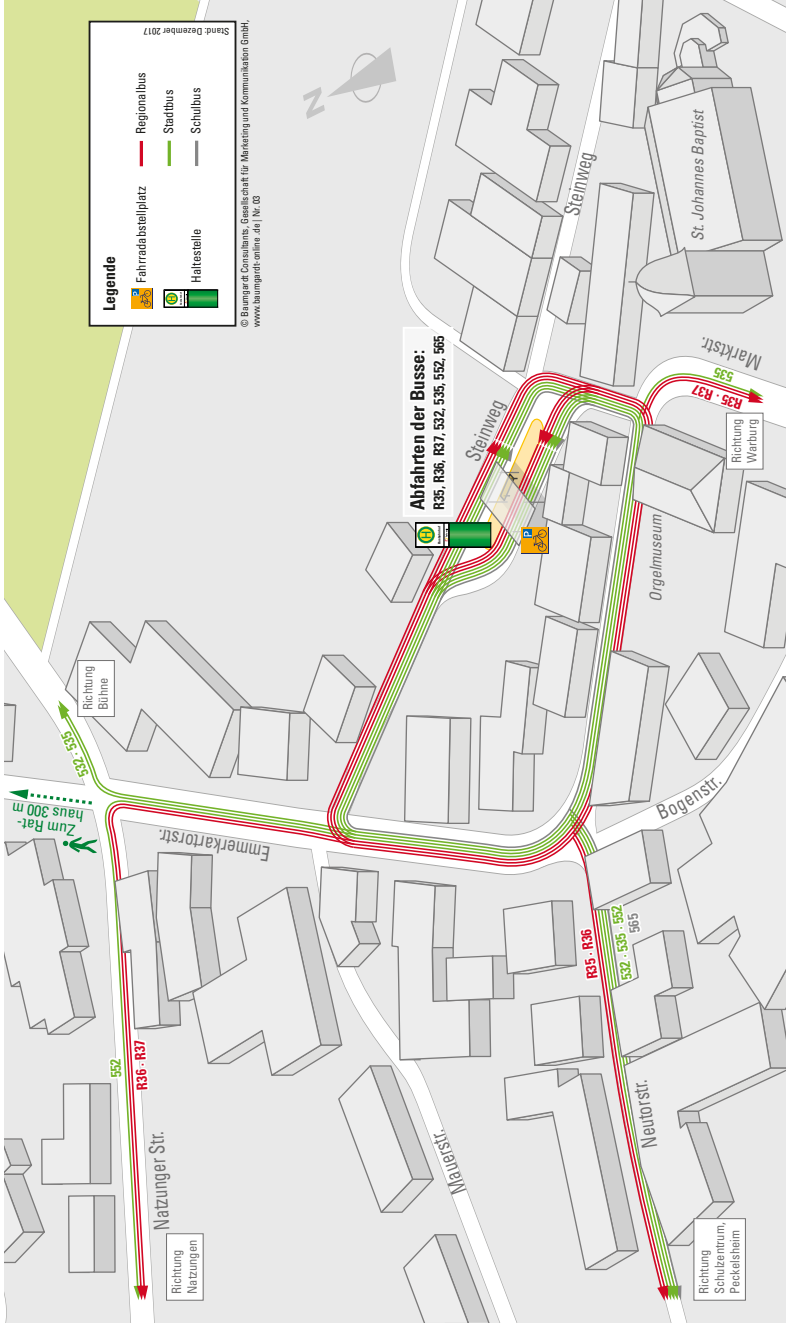 Legende
Fahrradabstellplatz
Haltestelle
Regionalbus
Stadtbus
Schulbus
Stand: Dezember 2017
© Baumgardt Consultants, Gesellschaft für Marketing und Kommunikation GmbH,
www.baumgardt-online.de | Nr. 03
N
Abfahrten der Busse:
R35, R36, R37, 532, 535, 552, 565
H
P
Steinweg
Steinweg
St. Johannes Baptist
Marktstr.
535
R35 · R37
Richtung
Warburg
Orgelmuseum
Bogenstr.
Richtung
Bühne
532 · 535
Zum Rat-
haus 300 m
Emmerkartorstr.
552
R36 · R37
Natzunger Str.
Richtung
Natzungen
Mauerstr.
R35 · R36
532 · 535 · 552
565
Neutorstr.
Richtung
Schulzentrum,
Peckelsheim